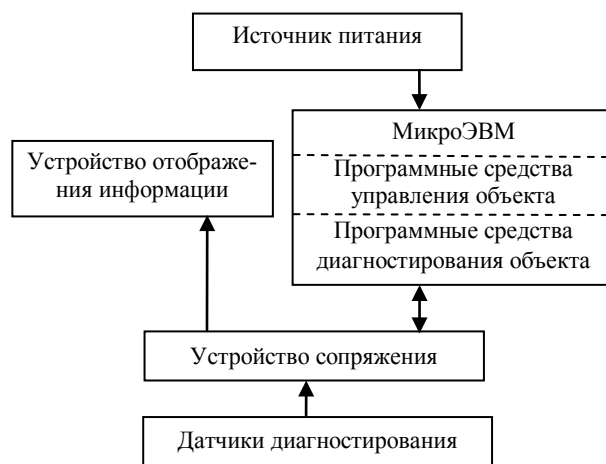 Источник питания
МикроЭВМ
Программные средства
управления объекта
Программные средства
диагностирования объекта
Устройство отображе-
ния информации
Устройство сопряжения
Датчики диагностирования